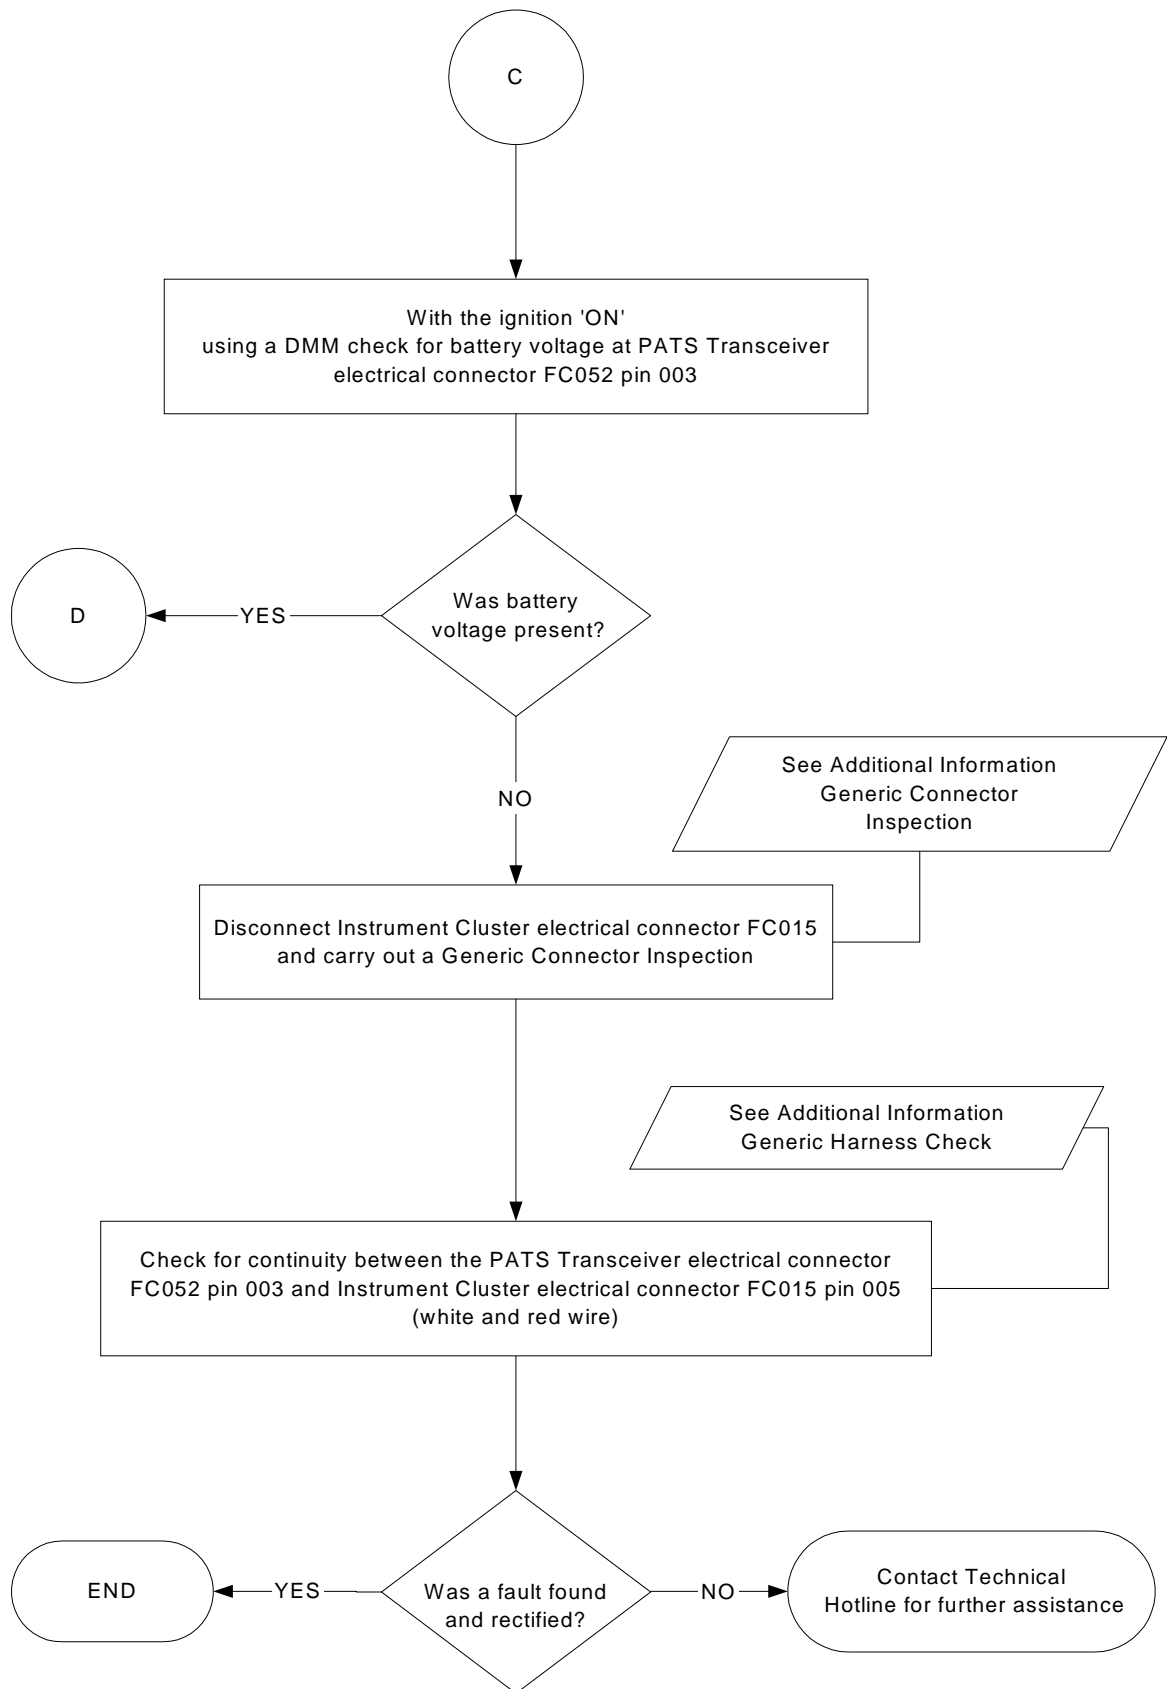 C
With the ignition 'ON'
using a DMM check for battery voltage at PATS Transceiver
electrical connector FC052 pin 003
Was battery
voltage present?
YES
D
NO
See Additional Information
Generic Connector
Inspection
Disconnect Instrument Cluster electrical connector FC015
and carry out a Generic Connector Inspection
See Additional Information
Generic Harness Check
Check for continuity between the PATS Transceiver electrical connector
FC052 pin 003 and Instrument Cluster electrical connector FC015 pin 005
(white and red wire)
Was a fault found
and rectified?
YES
END
NO
Contact Technical
Hotline for further assistance